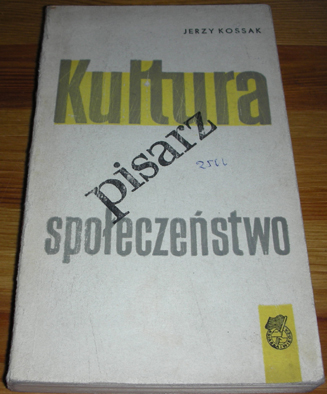 JERZY KOSSAK
Kultura
pisarz
społeczeństwo